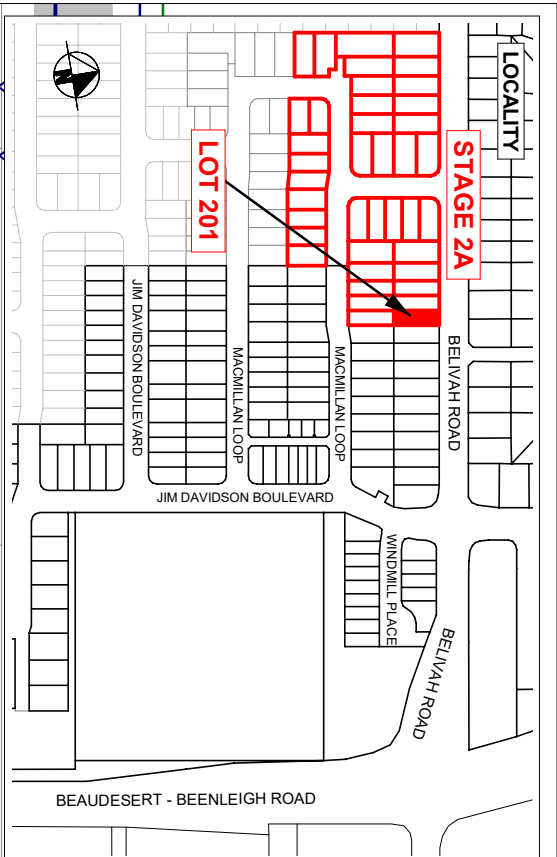 LOCALITY
N
STAGE 2A
LOT 201
BELIVAH ROAD
MACMILLAN LOOP
MACMILLAN LOOP
JIM DAVIDSON BOULEVARD
JIM DAVIDSON BOULEVARD
WINDMILL PLACE
BELIVAH ROAD
BEAUDESERT - BEENLEIGH ROAD